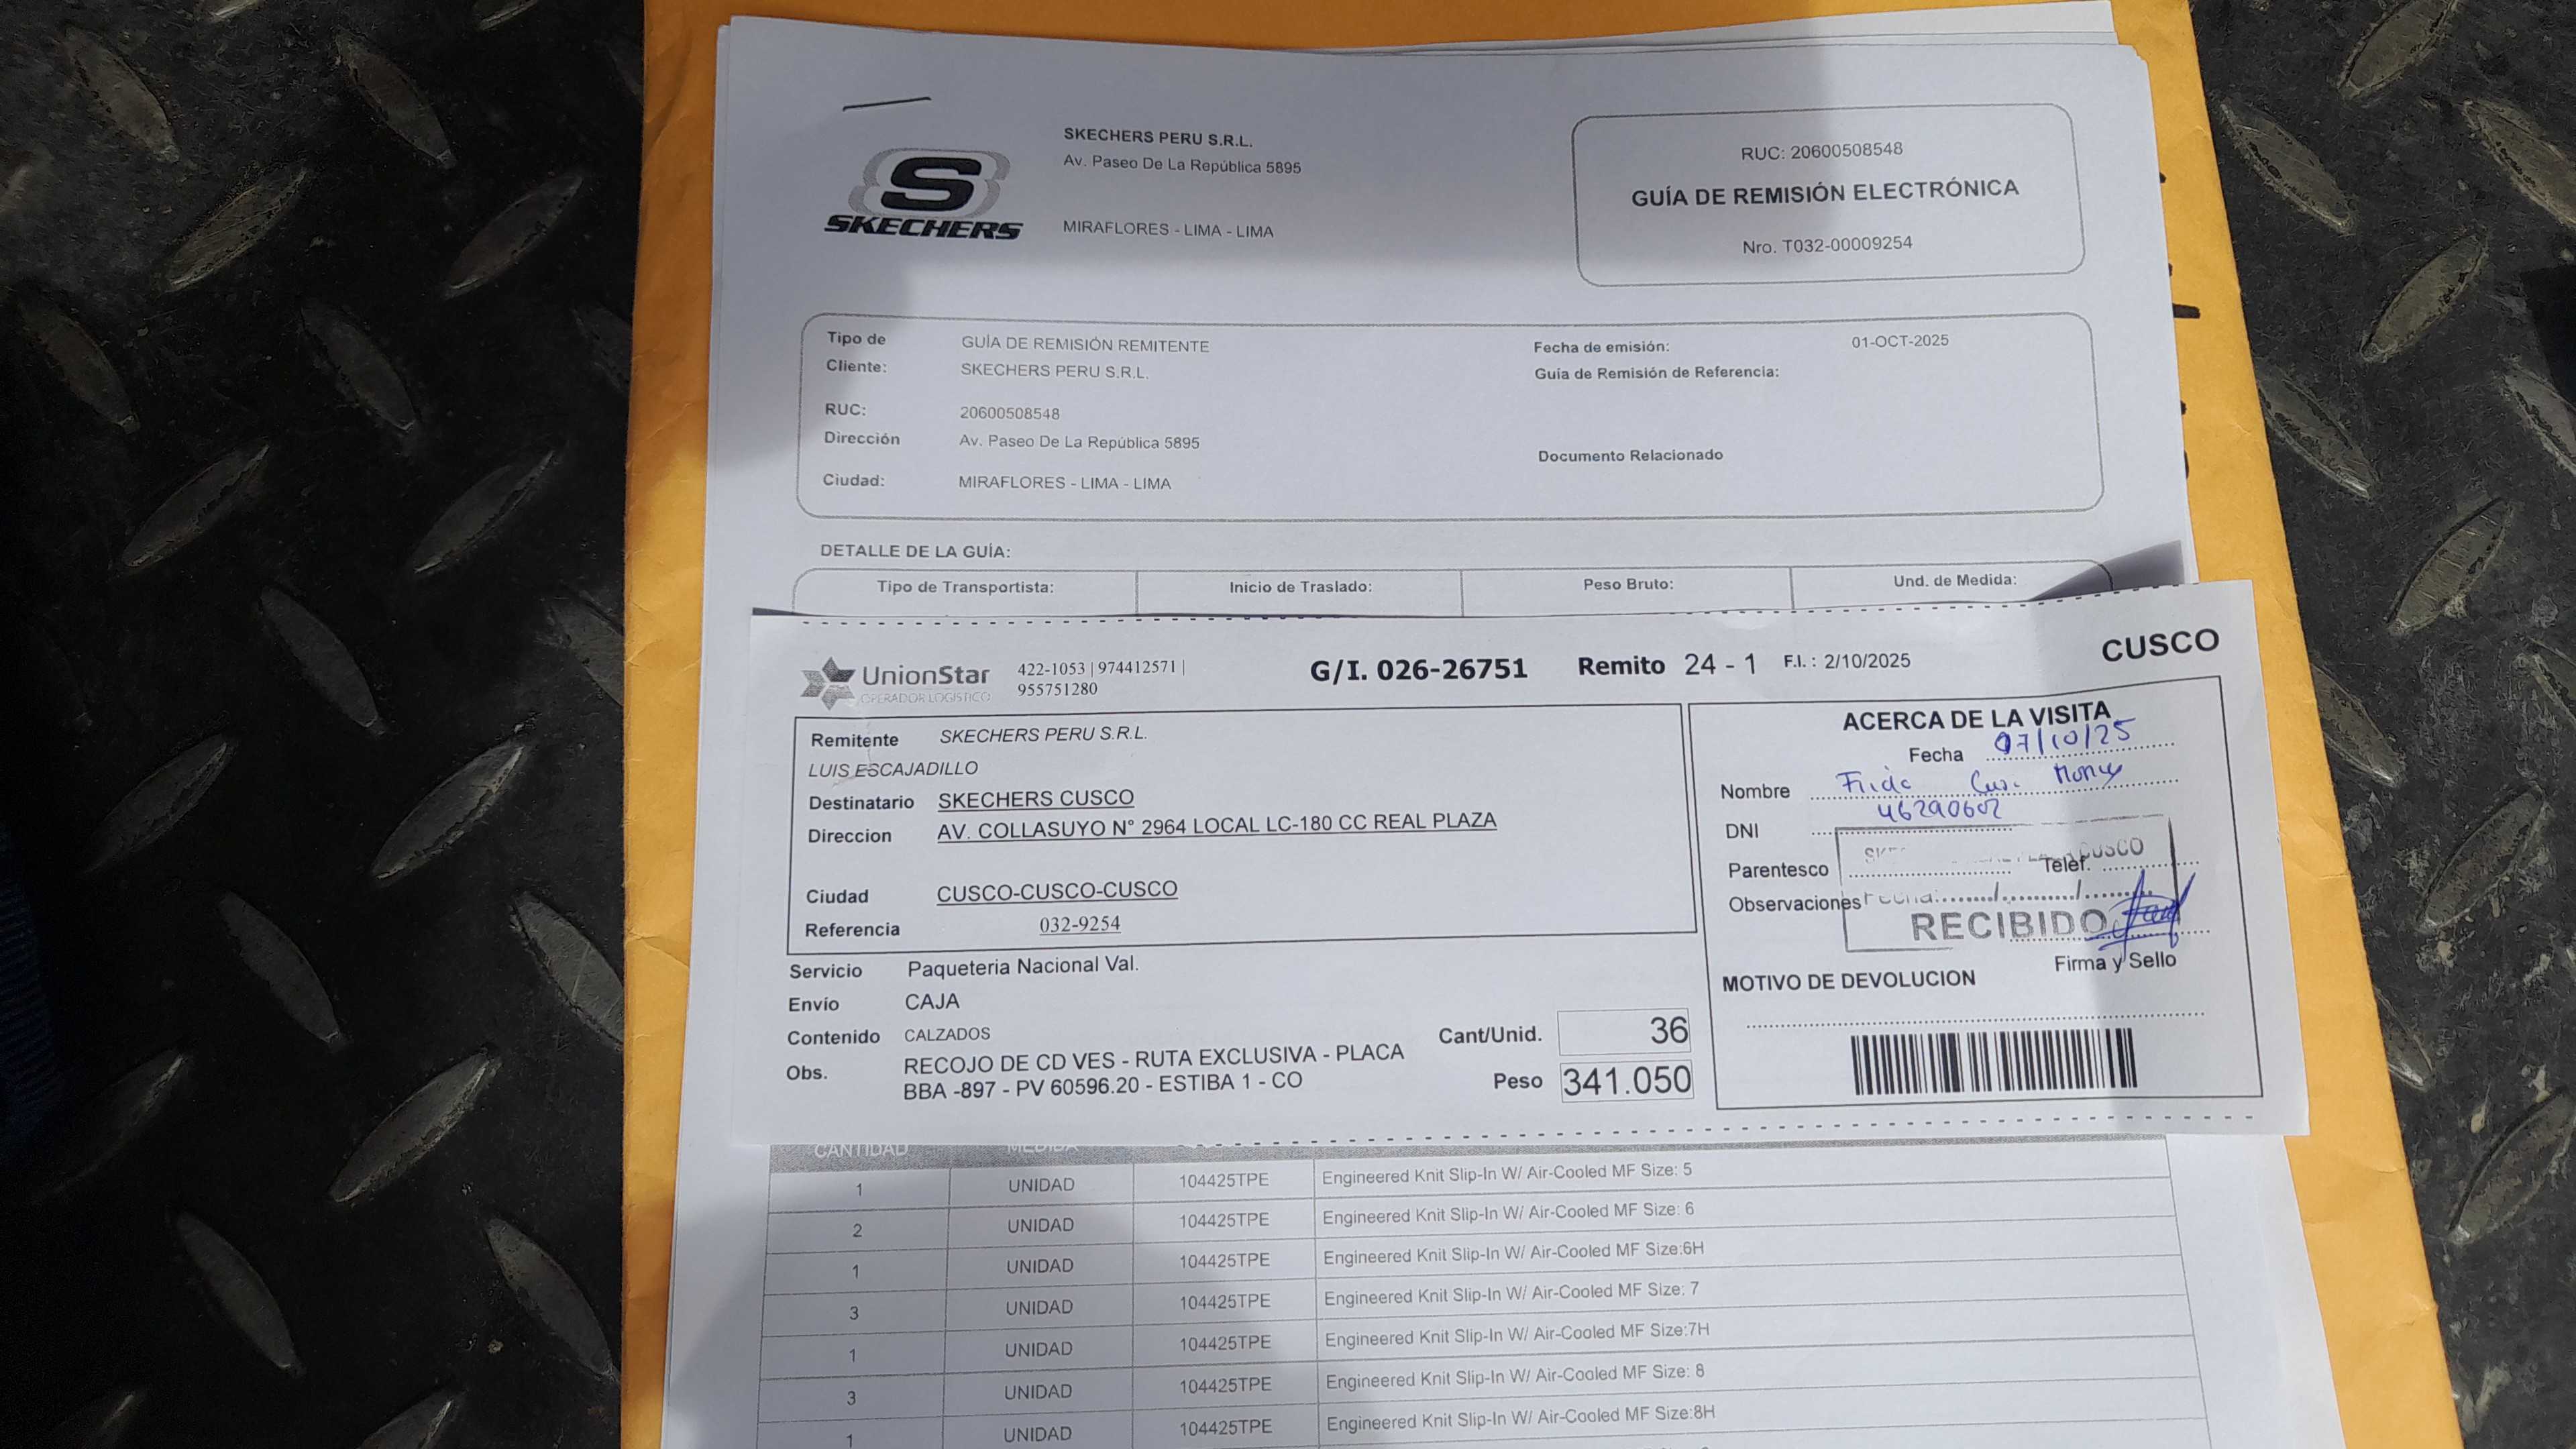 SKECHERS
SKECHERS PERU S.R.L.
Av. Paseo De La República 5895
MIRAFLORES - LIMA - LIMA
RUC: 20600508548
GUÍA DE REMISIÓN ELECTRÓNICA
Nro. T032-00009254
Tipo de GUÍA DE REMISIÓN REMITENTE
Cliente: SKECHERS PERU S.R.L.
RUC: 20600508548
Dirección Av. Paseo De La República 5895
Ciudad: MIRAFLORES - LIMA - LIMA
Fecha de emisión: 01-OCT-2025
Guía de Remisión de Referencia:
Documento Relacionado
DETALLE DE LA GUÍA:
Tipo de Transportista: Inicio de Traslado: Peso Bruto: Und. de Medida:
UnionStar
OPERADOR LOGISTICO
422-1053 | 974412571 |
955751280
G/I. 026-26751 Remito 24 - 1 F.I. : 2/10/2025
CUSCO
Remitente SKECHERS PERU S.R.L.
LUIS ESCAJADILLO
Destinatario SKECHERS CUSCO
Direccion AV. COLLASUYO N° 2964 LOCAL LC-180 CC REAL PLAZA
Ciudad CUSCO-CUSCO-CUSCO
Referencia 032-9254
Servicio Paqueteria Nacional Val.
Envío CAJA
Contenido CALZADOS
Obs. RECOJO DE CD VES - RUTA EXCLUSIVA - PLACA
BBA -897 - PV 60596.20 - ESTIBA 1 - CO
Cant/Unid. 36
Peso 341.050
ACERCA DE LA VISITA
Fecha 07/10/25
Nombre
DNI 46290602
Parentesco Telef.
Observaciones
CUSCO
Fecha:
RECIBIDO
Firma y Sello
MOTIVO DE DEVOLUCION
CANTIDAD MEDIDA
1 UNIDAD 104425TPE Engineered Knit Slip-In W/ Air-Cooled MF Size: 5
2 UNIDAD 104425TPE Engineered Knit Slip-In W/ Air-Cooled MF Size: 6
1 UNIDAD 104425TPE Engineered Knit Slip-In W/ Air-Cooled MF Size:6H
3 UNIDAD 104425TPE Engineered Knit Slip-In W/ Air-Cooled MF Size: 7
1 UNIDAD 104425TPE Engineered Knit Slip-In W/ Air-Cooled MF Size:7H
3 UNIDAD 104425TPE Engineered Knit Slip-In W/ Air-Cooled MF Size: 8
1 UNIDAD 104425TPE Engineered Knit Slip-In W/ Air-Cooled MF Size:8H